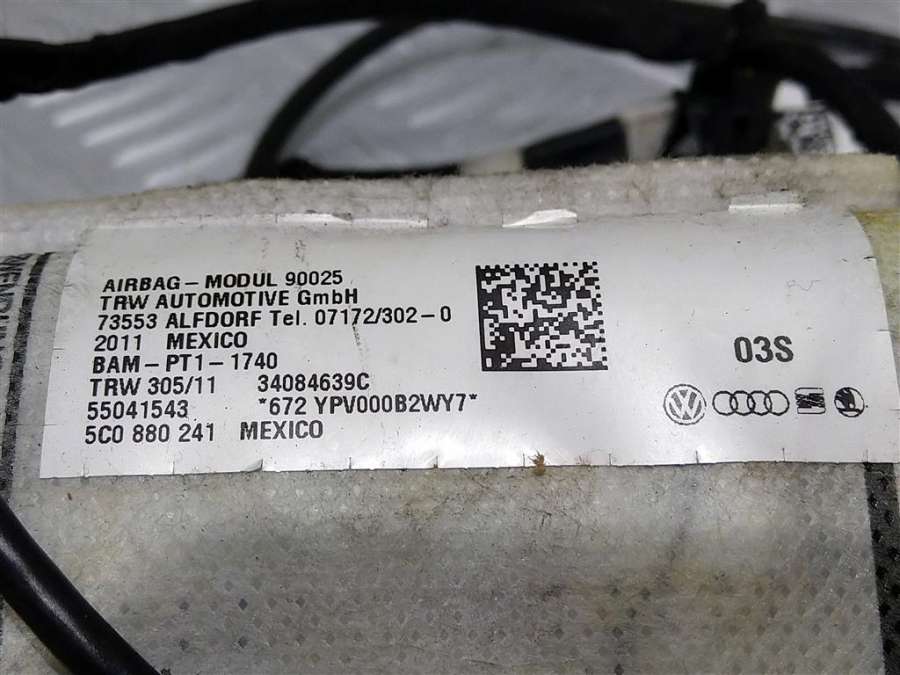 AIRBAG-MODUL 90025
TRW AUTOMOTIVE GmbH
73553 ALFDORF Tel. 07172/302-0
2011 MEXICO
BAM-PT1-1740
TRW 305/11 34084639C
55041543 *672 YPV000B2WY7*
5C0 880 241 MEXICO
03S